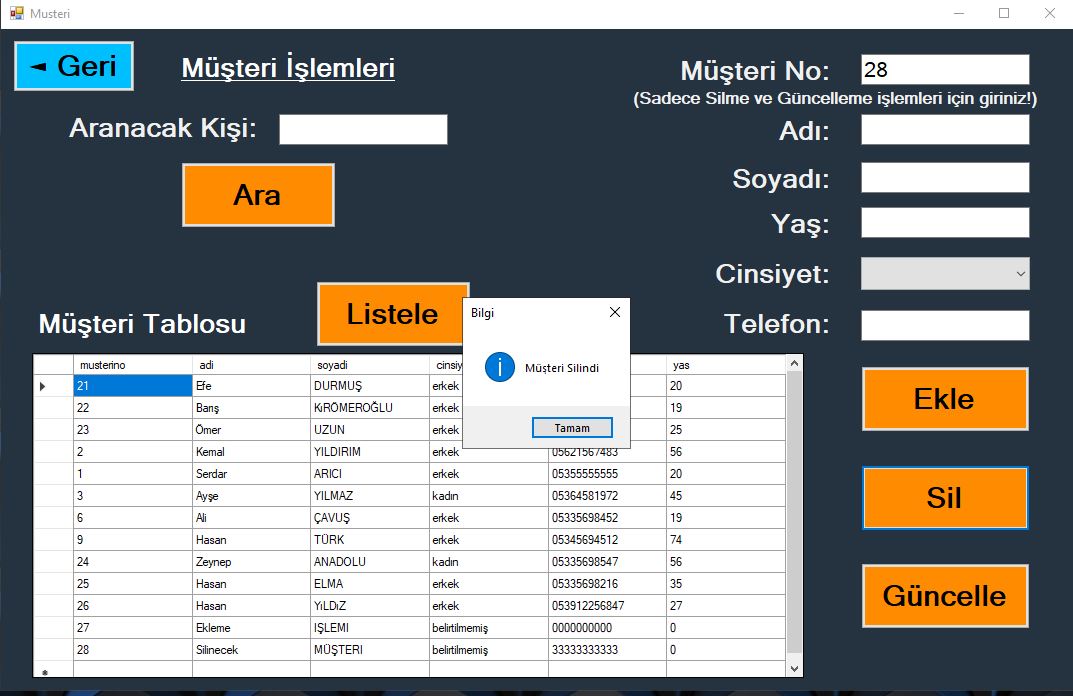 Musteri
◄ Geri
Müşteri İşlemleri
Müşteri No: 28
(Sadece Silme ve Güncelleme işlemleri için giriniz!)
Aranacak Kişi:
Adı:
Soyadı:
Ara
Yaş:
Cinsiyet:
Listele
Müşteri Tablosu
Telefon:
Bilgi
Müşteri Silindi
Tamam
musterino adi soyadi cinsiy yas
21 Efe DURMUŞ erkek 20
22 Barış KıRÖMEROĞLU erkek 19
23 Ömer UZUN erkek 25
2 Kemal YILDIRIM erkek 05621567483 56
1 Serdar ARICI erkek 05355555555 20
3 Ayşe YILMAZ kadın 05364581972 45
6 Ali ÇAVUŞ erkek 05335698452 19
9 Hasan TÜRK erkek 05345694512 74
24 Zeynep ANADOLU kadın 05335698547 56
25 Hasan ELMA erkek 05335698216 35
26 Hasan YıLDıZ erkek 053912256847 27
27 Ekleme IŞLEMI belirtilmemiş 0000000000 0
28 Silinecek MÜŞTERI belirtilmemiş 33333333333 0
Ekle
Sil
Güncelle